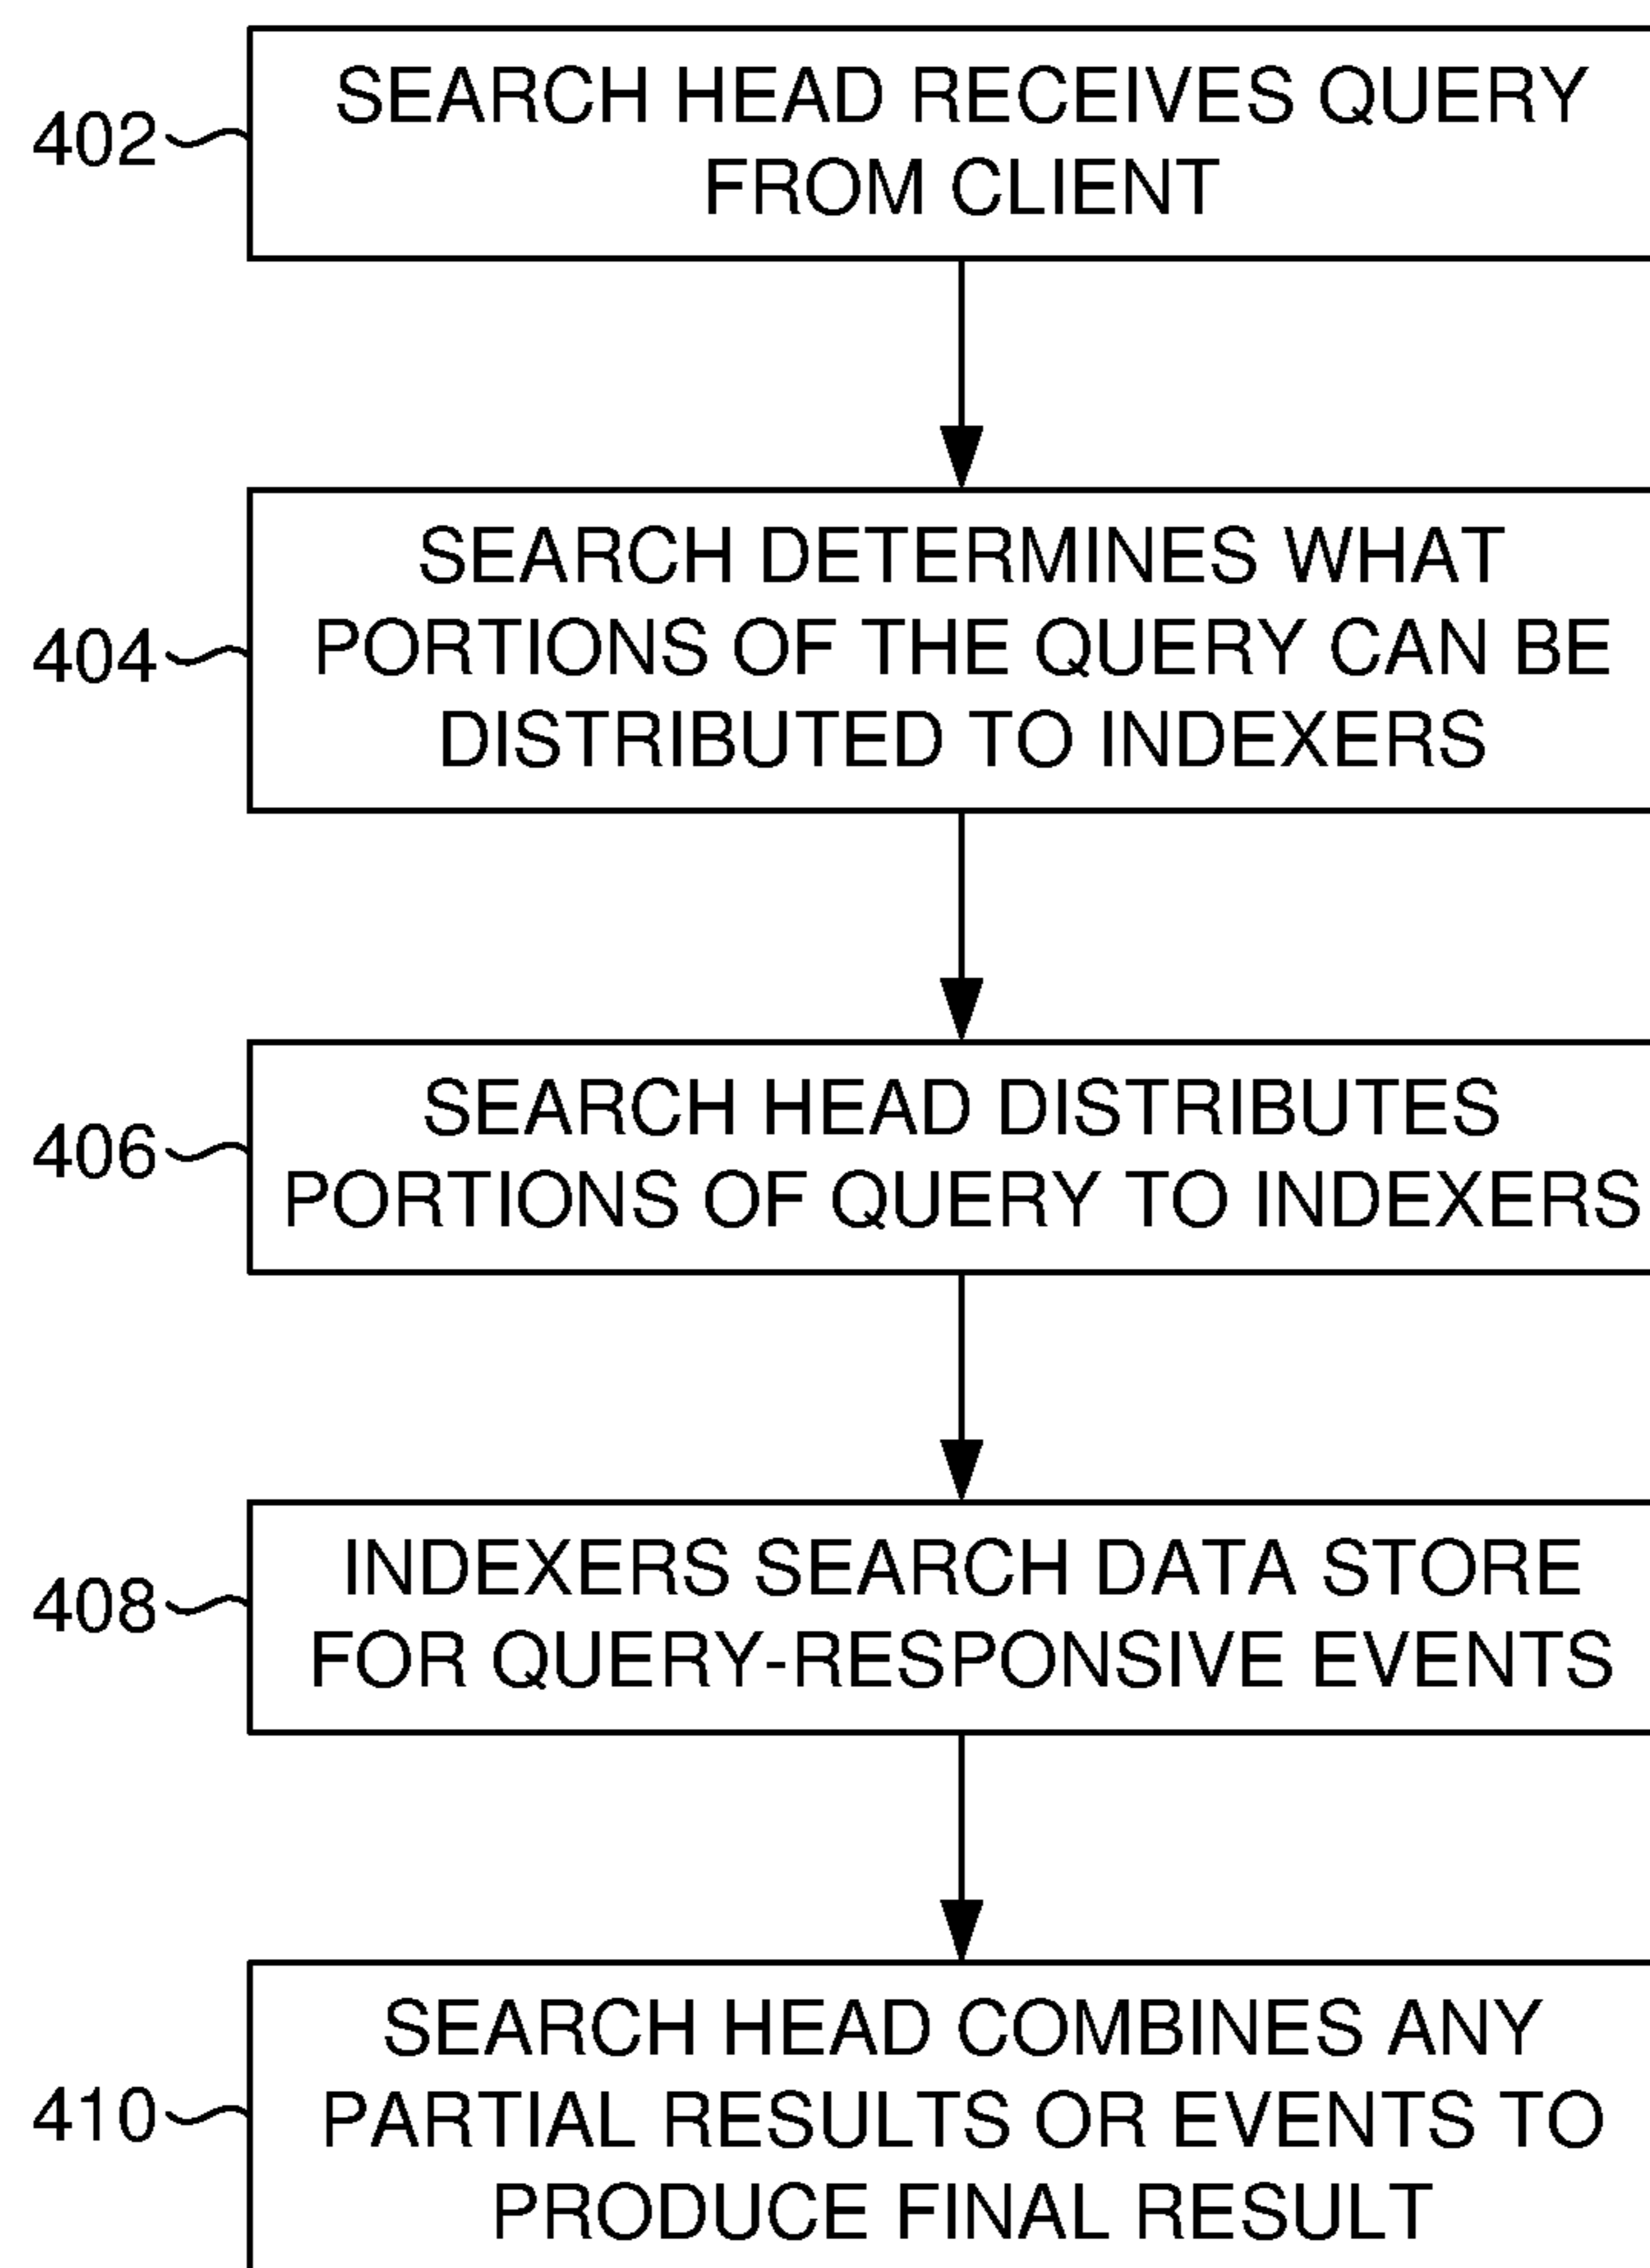 402
SEARCH HEAD RECEIVES QUERY
FROM CLIENT
404
SEARCH DETERMINES WHAT
PORTIONS OF THE QUERY CAN BE
DISTRIBUTED TO INDEXERS
406
SEARCH HEAD DISTRIBUTES
PORTIONS OF QUERY TO INDEXERS
408
INDEXERS SEARCH DATA STORE
FOR QUERY-RESPONSIVE EVENTS
410
SEARCH HEAD COMBINES ANY
PARTIAL RESULTS OR EVENTS TO
PRODUCE FINAL RESULT